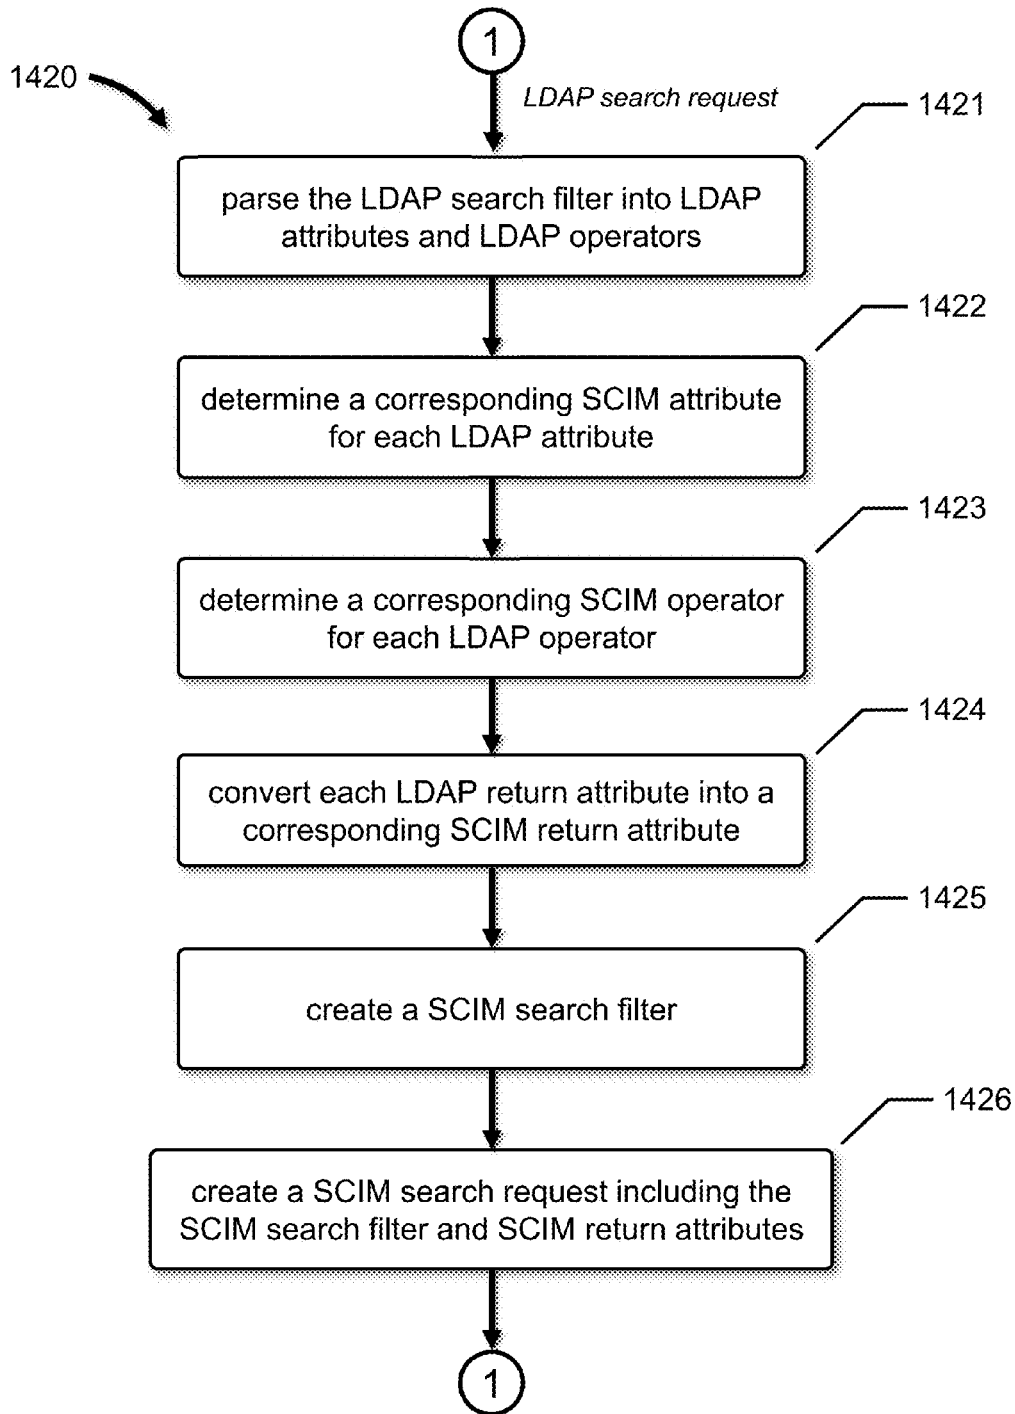 1
1420
LDAP search request
1421
parse the LDAP search filter into LDAP
attributes and LDAP operators
1422
determine a corresponding SCIM attribute
for each LDAP attribute
1423
determine a corresponding SCIM operator
for each LDAP operator
1424
convert each LDAP return attribute into a
corresponding SCIM return attribute
1425
create a SCIM search filter
1426
create a SCIM search request including the
SCIM search filter and SCIM return attributes
1